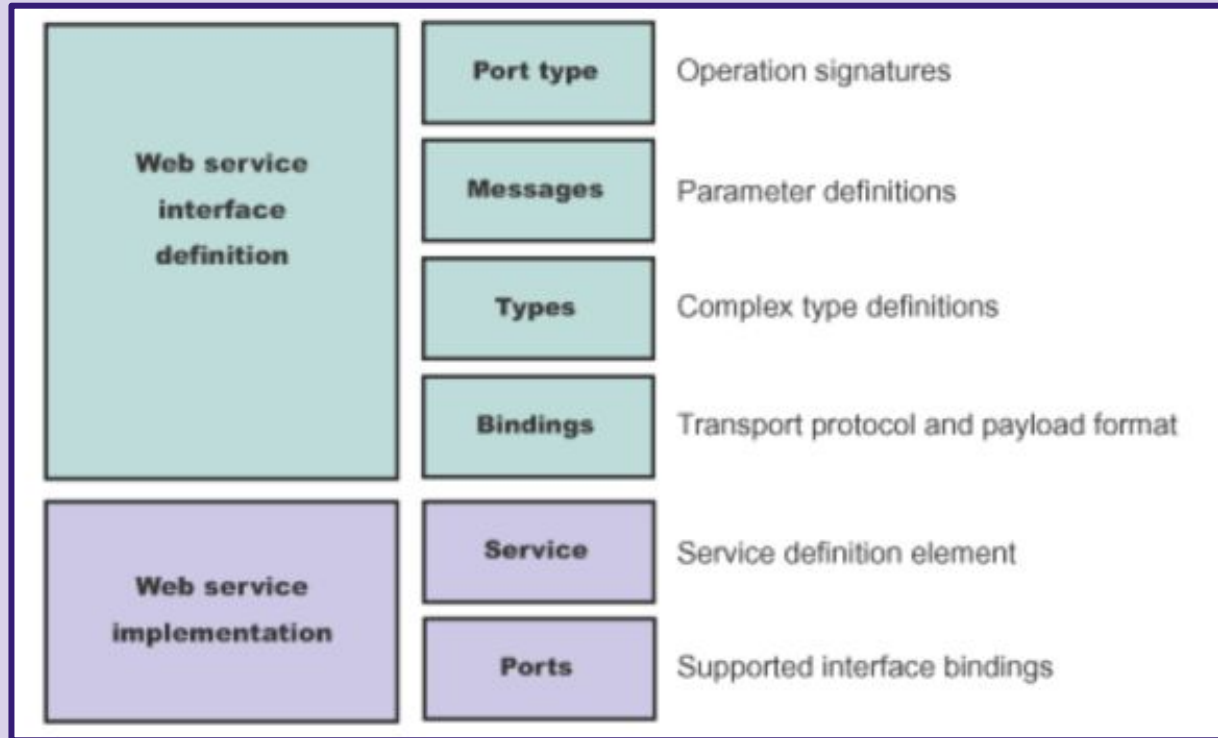 Web service
interface
definition
Port type
Operation signatures
Messages
Parameter definitions
Types
Complex type definitions
Bindings
Transport protocol and payload format
Web service
implementation
Service
Service definition element
Ports
Supported interface bindings